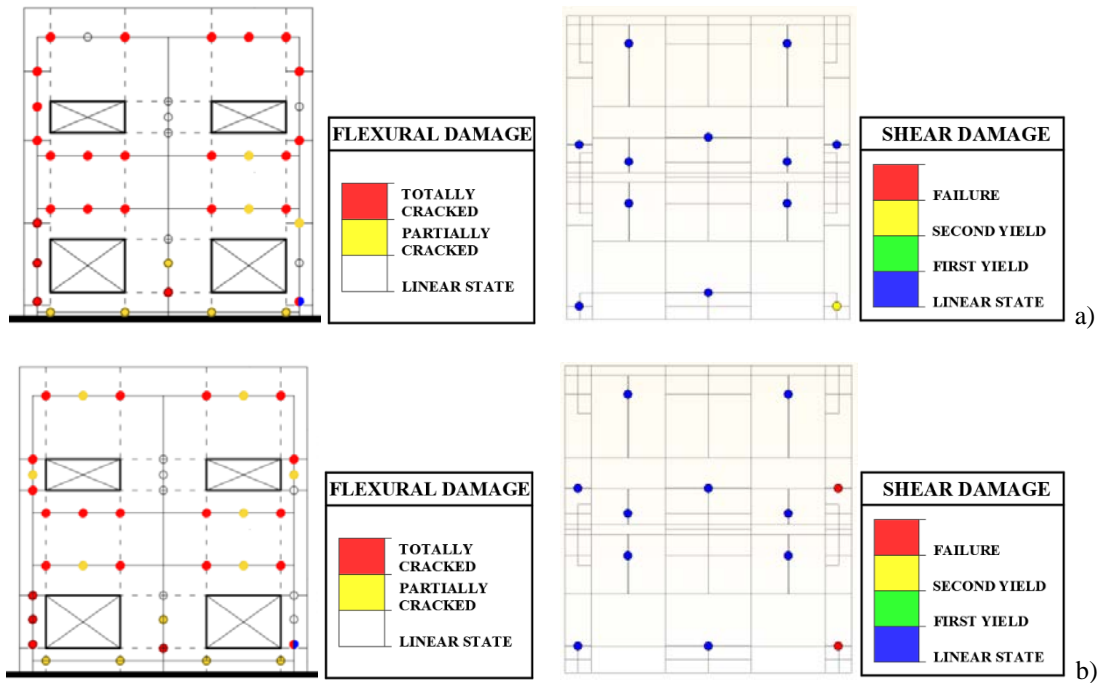 FLEXURAL DAMAGE
TOTALLY
CRACKED
PARTIALLY
CRACKED
LINEAR STATE
SHEAR DAMAGE
FAILURE
SECOND YIELD
FIRST YIELD
LINEAR STATE
a)
FLEXURAL DAMAGE
TOTALLY
CRACKED
PARTIALLY
CRACKED
LINEAR STATE
SHEAR DAMAGE
FAILURE
SECOND YIELD
FIRST YIELD
LINEAR STATE
b)